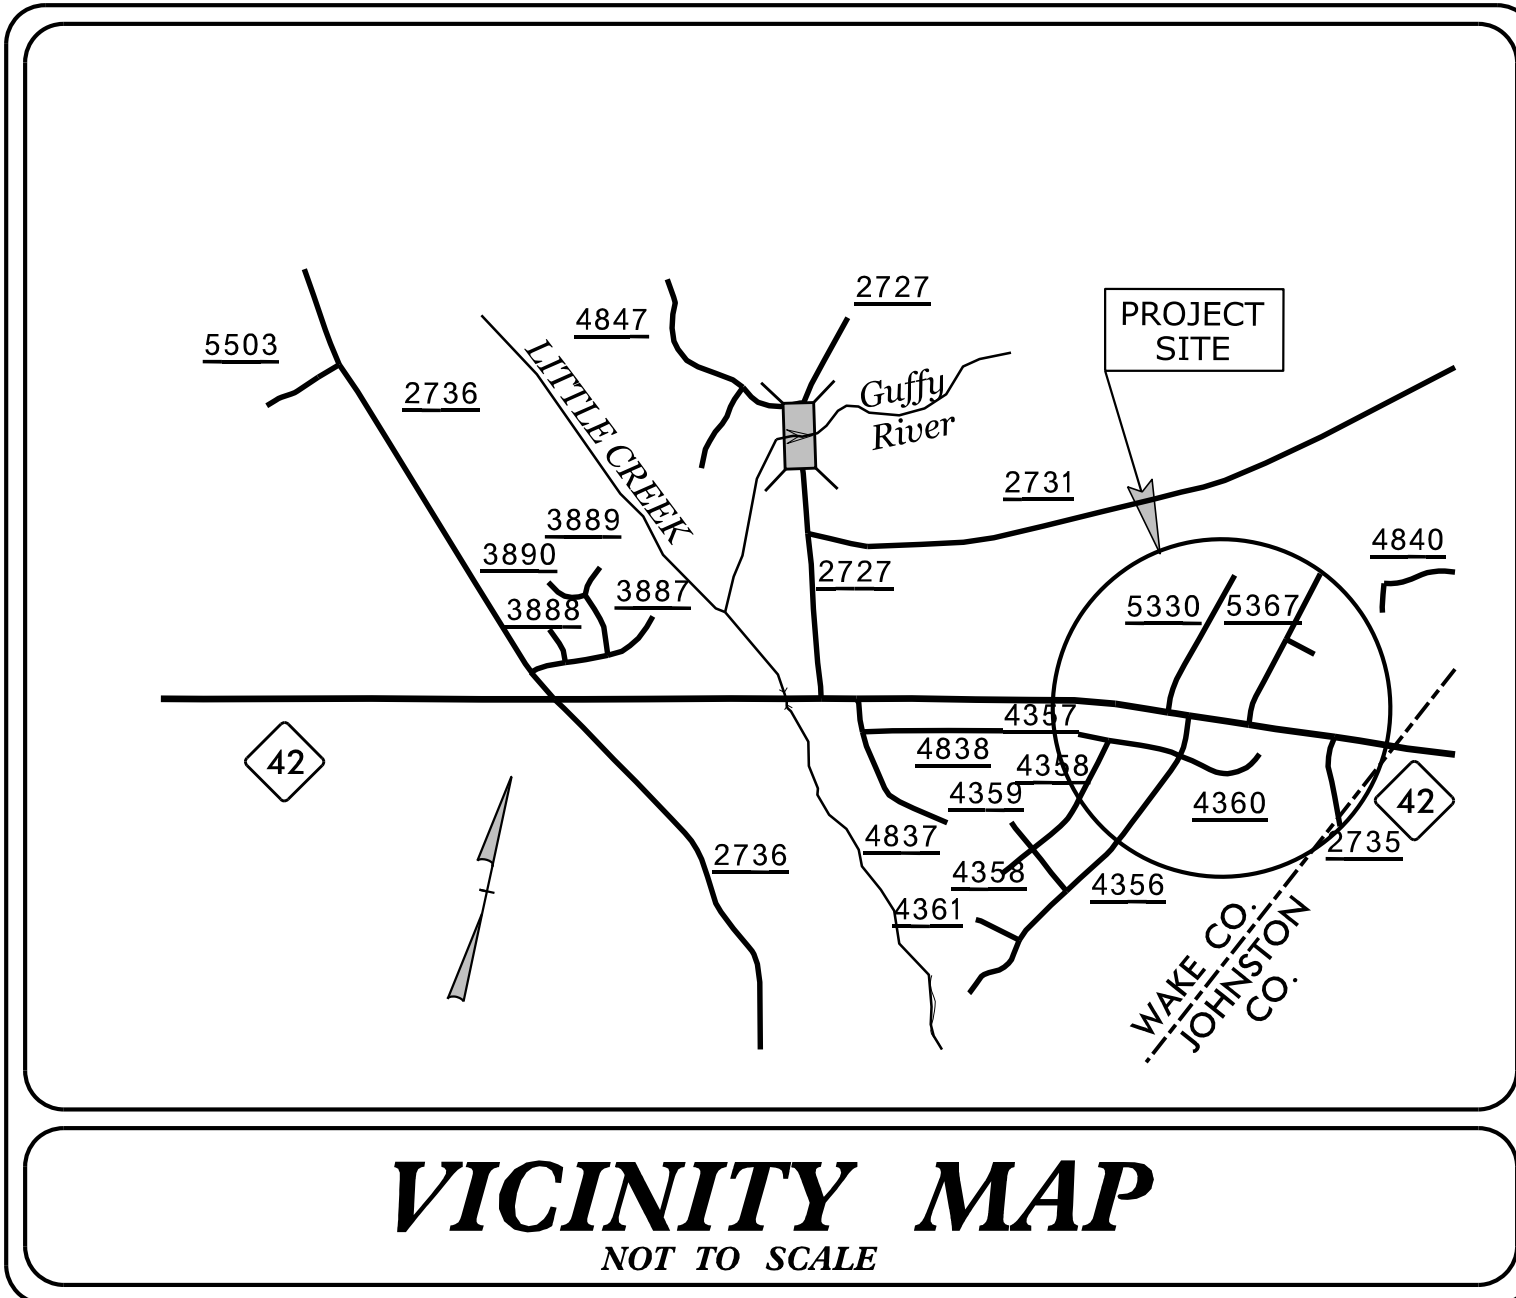 2727
4847
PROJECT
SITE
5503
2736
LITTLE CREEK
Guffy
River
2731
3889
4840
3890
2727
3887
3888
5330
5367
4357
4838
42
4358
4359
4360
42
4837
2735
2736
4358
4356
4361
WAKE CO.
JOHNSTON
CO.
VICINITY MAP
NOT TO SCALE